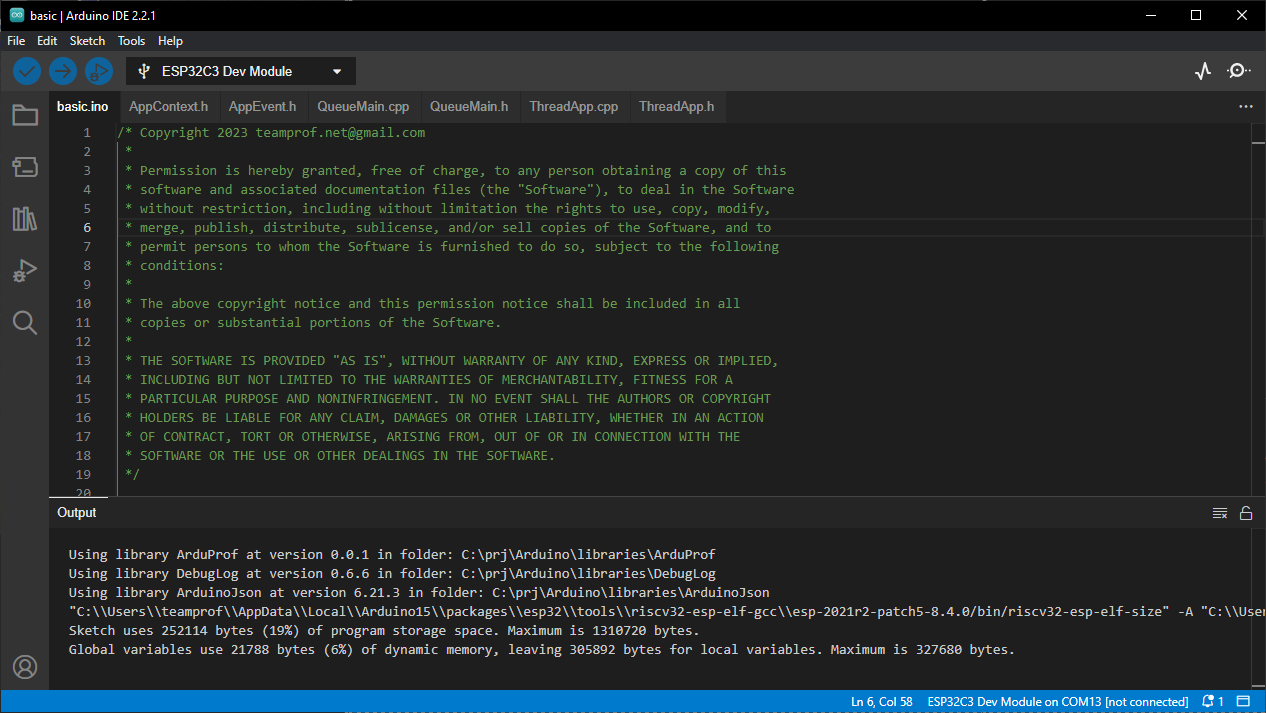 basic | Arduino IDE 2.2.1
File Edit Sketch Tools Help
ESP32C3 Dev Module
basic.ino AppContext.h AppEvent.h QueueMain.cpp QueueMain.h ThreadApp.cpp ThreadApp.h
1 /* Copyright 2023 teamprof.net@gmail.com
2 *
3 * Permission is hereby granted, free of charge, to any person obtaining a copy of this
4 * software and associated documentation files (the "Software"), to deal in the Software
5 * without restriction, including without limitation the rights to use, copy, modify,
6 * merge, publish, distribute, sublicense, and/or sell copies of the Software, and to
7 * permit persons to whom the Software is furnished to do so, subject to the following
8 * conditions:
9 *
10 * The above copyright notice and this permission notice shall be included in all
11 * copies or substantial portions of the Software.
12 *
13 * THE SOFTWARE IS PROVIDED "AS IS", WITHOUT WARRANTY OF ANY KIND, EXPRESS OR IMPLIED,
14 * INCLUDING BUT NOT LIMITED TO THE WARRANTIES OF MERCHANTABILITY, FITNESS FOR A
15 * PARTICULAR PURPOSE AND NONINFRINGEMENT. IN NO EVENT SHALL THE AUTHORS OR COPYRIGHT
16 * HOLDERS BE LIABLE FOR ANY CLAIM, DAMAGES OR OTHER LIABILITY, WHETHER IN AN ACTION
17 * OF CONTRACT, TORT OR OTHERWISE, ARISING FROM, OUT OF OR IN CONNECTION WITH THE
18 * SOFTWARE OR THE USE OR OTHER DEALINGS IN THE SOFTWARE.
19 */
20
Output
Using library ArduProf at version 0.0.1 in folder: C:\prj\Arduino\libraries\ArduProf
Using library DebugLog at version 0.6.6 in folder: C:\prj\Arduino\libraries\DebugLog
Using library ArduinoJson at version 6.21.3 in folder: C:\prj\Arduino\libraries\ArduinoJson
"C:\\Users\\teamprof\\AppData\\Local\\Arduino15\\packages\\esp32\\tools\\riscv32-esp-elf-gcc\\esp-2021r2-patch5-8.4.0/bin/riscv32-esp-elf-size" -A "C:\\User
Sketch uses 252114 bytes (19%) of program storage space. Maximum is 1310720 bytes.
Global variables use 21788 bytes (6%) of dynamic memory, leaving 305892 bytes for local variables. Maximum is 327680 bytes.
Ln 6, Col 58 ESP32C3 Dev Module on COM13 [not connected] 1